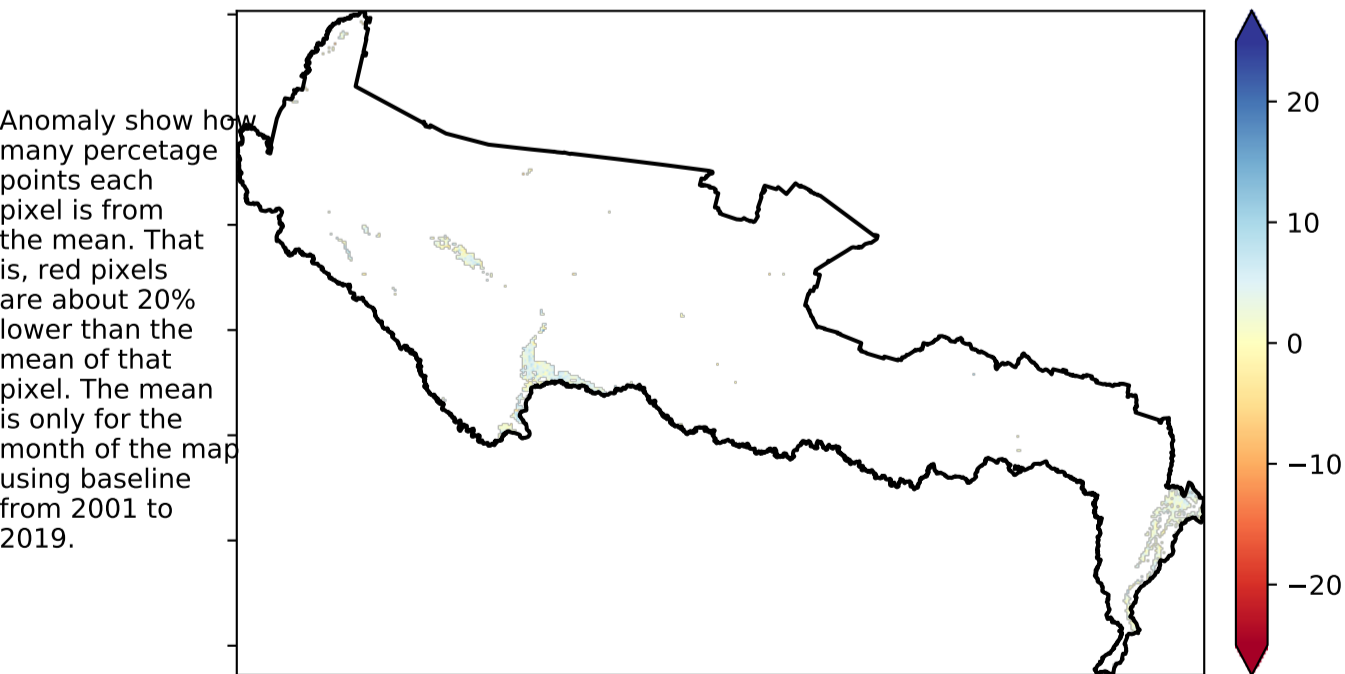 Anomaly show how
many percetage
points each
pixel is from
the mean. That
is, red pixels
are about 20%
lower than the
mean of that
pixel. The mean
is only for the
month of the map
using baseline
from 2001 to
2019.
20
10
0
−10
−20